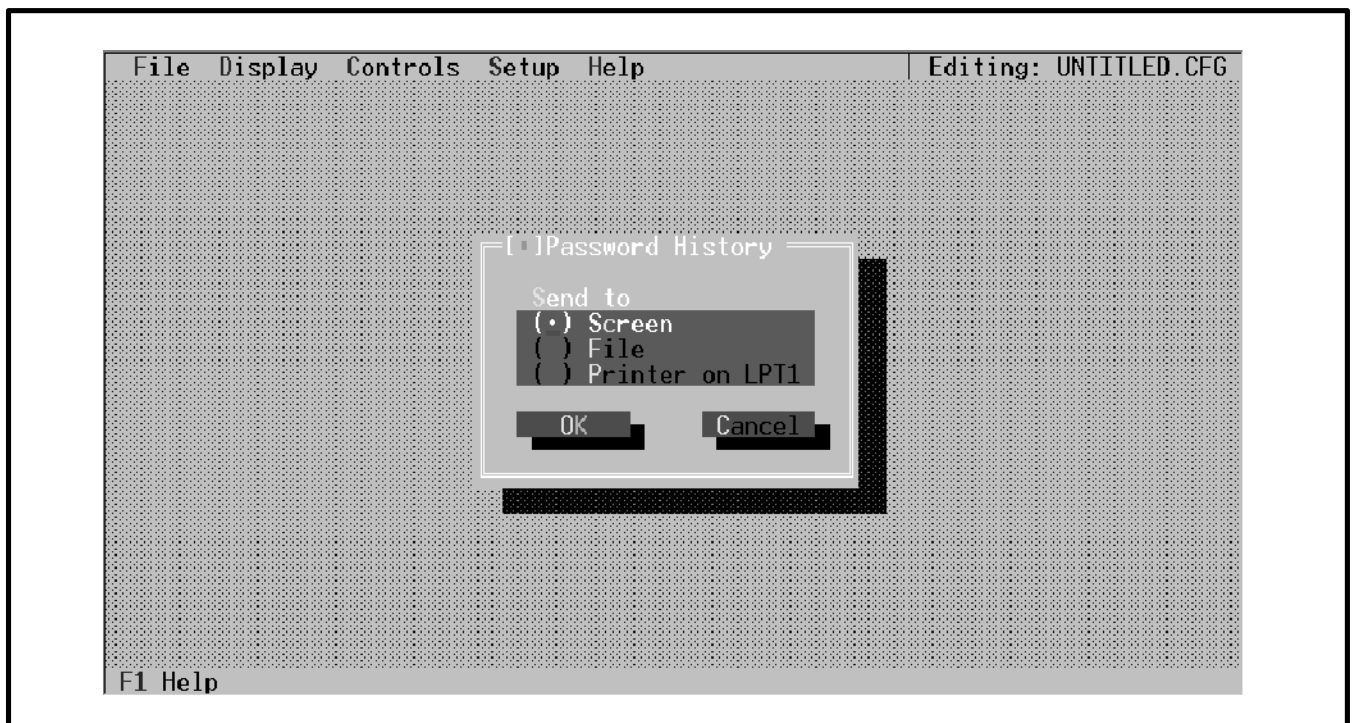 File Display Controls Setup Help | Editing: UNTITLED.CFG
[▪]Password History
Send to
(•) Screen
( ) File
( ) Printer on LPT1
OK Cancel
F1 Help